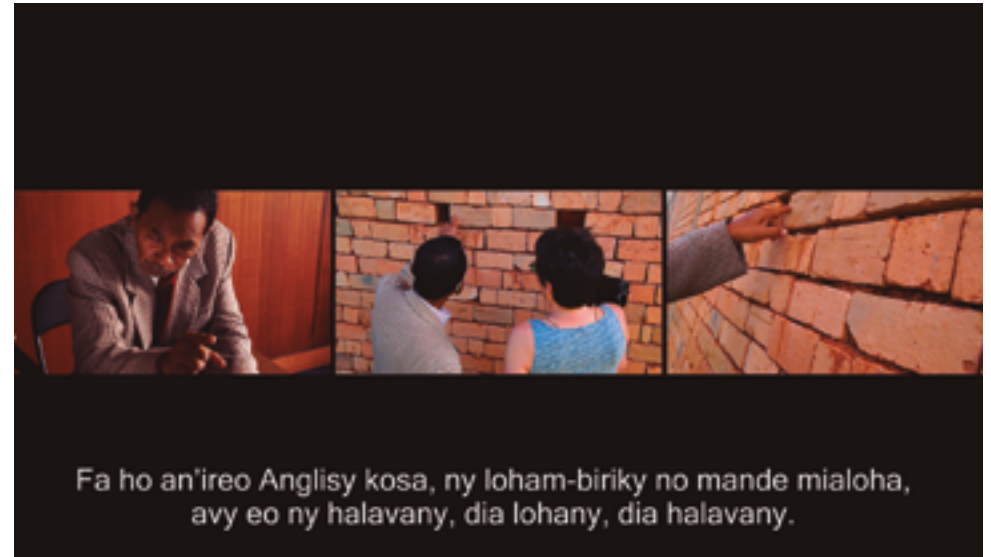 Fa ho an'ireo Anglisy kosa, ny loham-biriky no mande mialoha,
avy eo ny halavany, dia lohany, dia halavany.